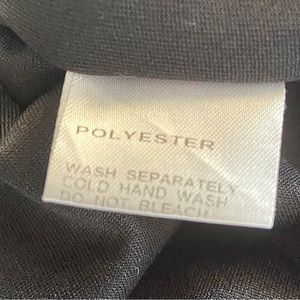 POLYESTER
WASH SEPARATELY
COLD HAND WASH
DO NOT BLEACH